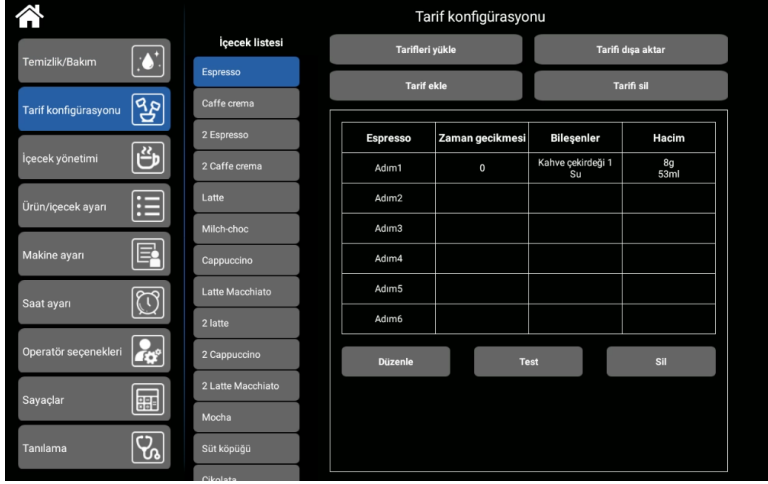 Tarif konfigürasyonu
Temizlik/Bakım
Tarif konfigürasyonu
İçecek yönetimi
Ürün/içecek ayarı
Makine ayarı
Saat ayarı
Operatör seçenekleri
Sayaçlar
Tanılama
İçecek listesi
Espresso
Caffe crema
2 Espresso
2 Caffe crema
Latte
Milch-choc
Cappuccino
Latte Macchiato
2 latte
2 Cappuccino
2 Latte Macchiato
Mocha
Süt köpüğü
Çikolata
Tarifleri yükle
Tarifi dışa aktar
Tarif ekle
Tarifi sil
Espresso Zaman gecikmesi Bileşenler Hacim
Adım1 0 Kahve çekirdeği 1 8g
Su 53ml
Adım2
Adım3
Adım4
Adım5
Adım6
Düzenle Test Sil